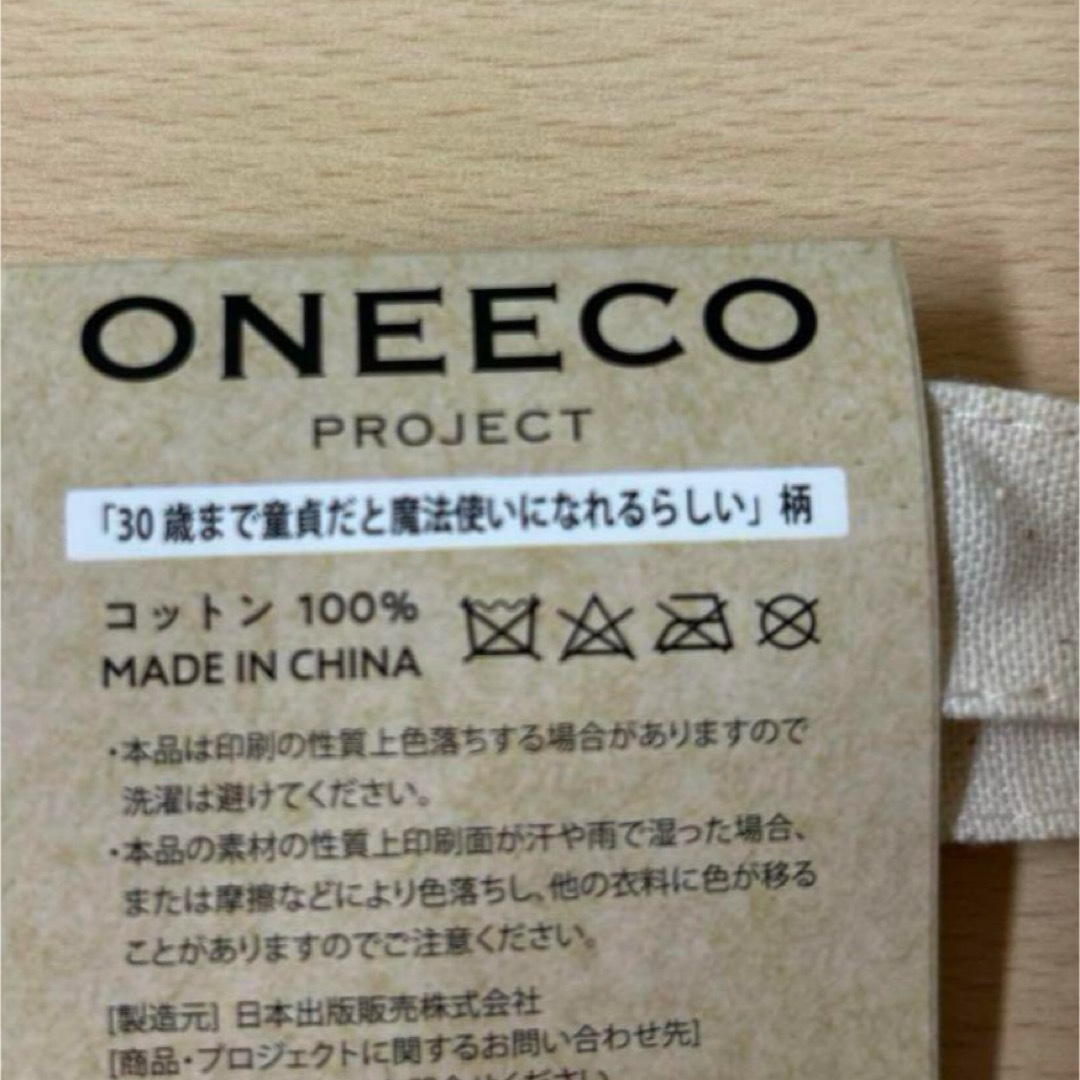 ONEECO
PROJECT
「30歳まで童貞だと魔法使いになれるらしい」柄
コットン 100%
MADE IN CHINA
・本品は印刷の性質上色落ちする場合がありますので
洗濯は避けてください。
・本品の素材の性質上印刷面が汗や雨で湿った場合、
または摩擦などにより色落ちし、他の衣料に色が移る
ことがありますのでご注意ください。
[製造元] 日本出版販売株式会社
[商品・プロジェクトに関するお問い合わせ先]